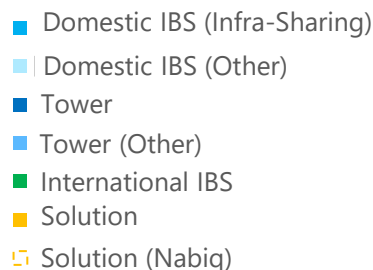 Domestic IBS (Infra-Sharing)
Domestic IBS (Other)
Tower
Tower (Other)
International IBS
Solution
Solution (Nabiq)